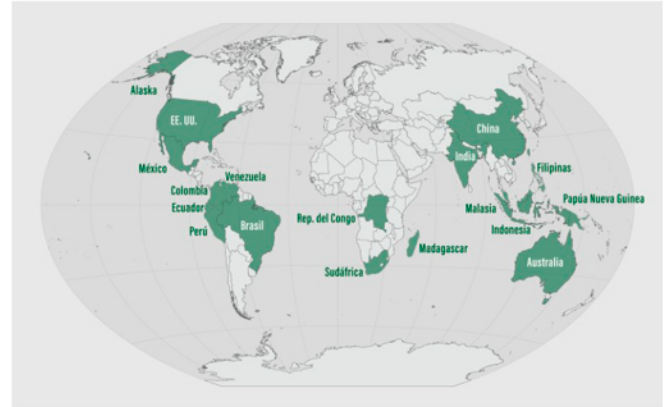 Alaska
EE. UU.
China
México
India
Filipinas
Venezuela
Colombia
Papúa Nueva Guinea
Ecuador
Malasia
Rep. del Congo
Brasil
Perú
Indonesia
Madagascar
Australia
Sudáfrica